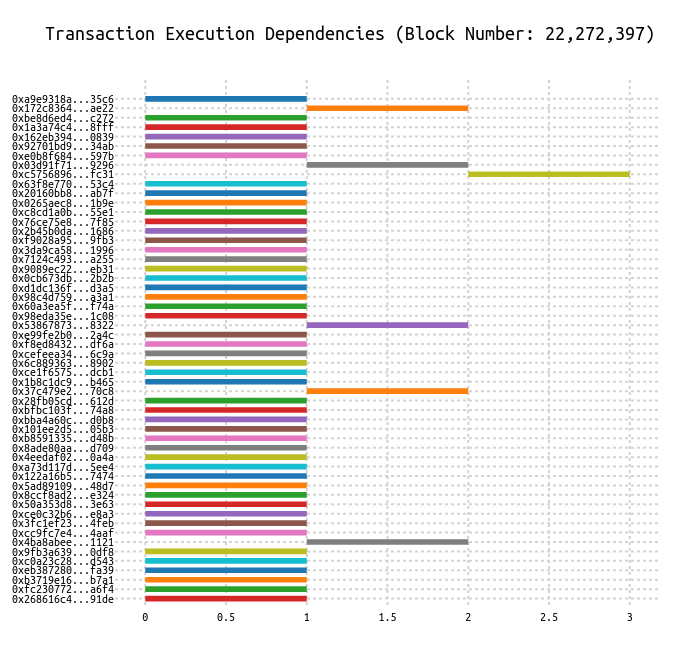 Transaction Execution Dependencies (Block Number: 22,272,397)
0xa9e9318a...35c6
0x172c8364...ae22
0xbe8d6ed4...c272
0x1a3a74c4...8fff
0x162eb394...0839
0x92701bd9...34ab
0xe0b8f684...597b
0x03d91f71...9296
0xc5756896...fc31
0x63f8e770...53c4
0x20160bb8...ab7f
0x0265aec8...1b9e
0xc8cd1a0b...55e1
0x76ce75e8...7f85
0x2b45b0da...1686
0xf9028a95...9fb3
0x3da9ca58...1996
0x7124c493...a255
0x9089ec22...eb31
0x0cb673db...2b2b
0xd1dc136f...d3a5
0x98c4d759...a3a1
0x60a3ea5f...f74a
0x98eda35e...1c08
0x53867873...8322
0xe99fe2b0...2a4c
0xf8ed8432...df6a
0xcefeea34...6c9a
0x6c889363...8902
0xce1f6575...dcb1
0x1b8c1dc9...b465
0x37c479e2...70c8
0x28fb05cd...612d
0xbfbc103f...74a8
0xbba4a60c...d0b8
0x101ee2d5...05b3
0xb8591335...d48b
0x8ade80aa...d709
0x4eedaf02...0a4a
0xa73d117d...5ee4
0x122a16b5...7474
0x5ad89109...48d7
0x8ccf8ad2...e324
0x50a353d8...3e63
0xce0c32b6...e8a3
0x3fc1ef23...4feb
0xcc9fc7e4...4aaf
0x4ba8abee...1121
0x9fb3a639...0df8
0xc0a23c28...d543
0xeb387280...fa39
0xb3719e16...b7a1
0xfc230772...a6f4
0x268616c4...91de
0 0.5 1 1.5 2 2.5 3